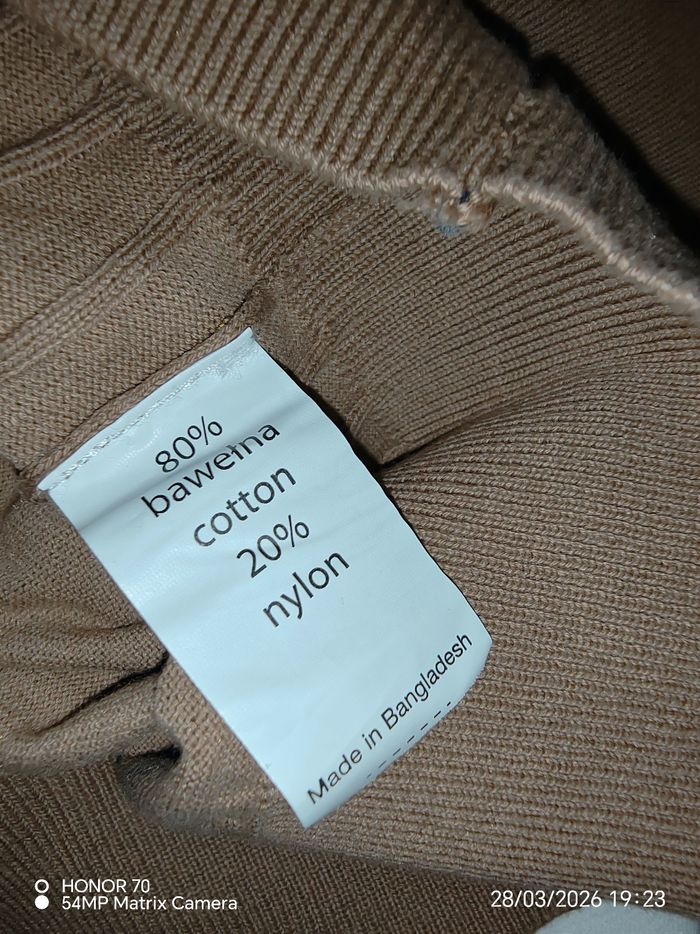 80%
bawełna
cotton
20%
nylon
Made in Bangladesh
HONOR 70
54MP Matrix Camera
28/03/2026 19:23